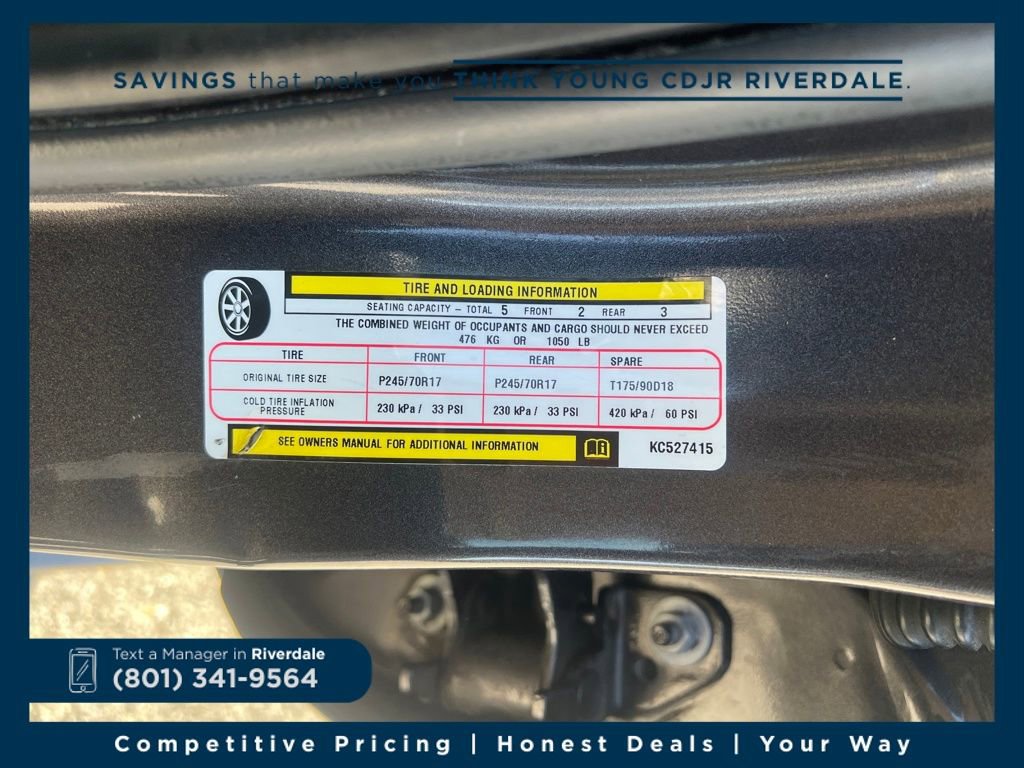 SAVINGS that make you THINK YOUNG CDJR RIVERDALE.
TIRE AND LOADING INFORMATION
SEATING CAPACITY – TOTAL 5 FRONT 2 REAR 3
THE COMBINED WEIGHT OF OCCUPANTS AND CARGO SHOULD NEVER EXCEED
476 KG OR 1050 LB
TIRE FRONT REAR SPARE
ORIGINAL TIRE SIZE P245/70R17 P245/70R17 T175/90D18
COLD TIRE INFLATION
PRESSURE 230 kPa / 33 PSI 230 kPa / 33 PSI 420 kPa / 60 PSI
SEE OWNERS MANUAL FOR ADDITIONAL INFORMATION
KC527415
Text a Manager in Riverdale
(801) 341-9564
Competitive Pricing | Honest Deals | Your Way